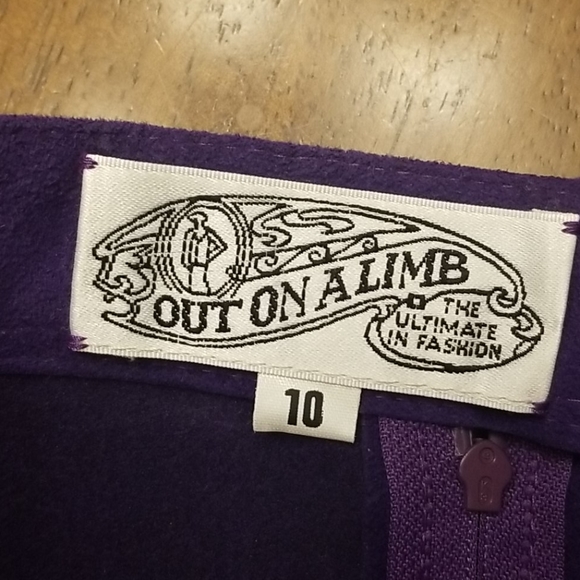 OUT ON A LIMB
THE
ULTIMATE
IN FASHION
10